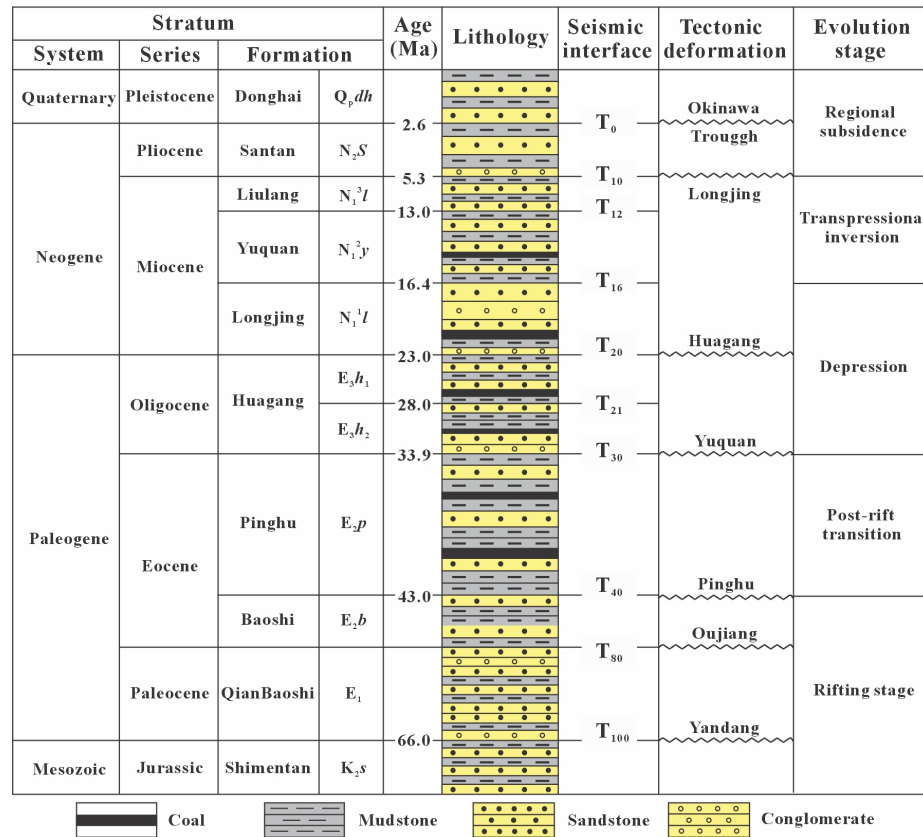 Stratum
Age (Ma)
Lithology
Seismic interface
Tectonic deformation
Evolution stage
System
Series
Formation
Quaternary
Pleistocene
Donghai
Qₚdh
Okinawa
Regional subsidence
2.6
T₀
Trouggh
Pliocene
Santan
N₂S
5.3
T₁₀
Neogene
Miocene
Liulang
N₁³l
Longjing
13.0
T₁₂
Transpressiona inversion
Yuquan
N₁²y
16.4
T₁₆
Longjing
N₁¹l
Depression
Huagang
23.0
T₂₀
Paleogene
Oligocene
Huagang
E₃h₁
28.0
T₂₁
E₃h₂
Yuquan
33.9
T₃₀
Eocene
Pinghu
E₂p
Post-rift transition
Pinghu
43.0
T₄₀
Baoshi
E₂b
Oujiang
T₈₀
Rifting stage
Paleocene
QianBaoshi
E₁
Yandang
66.0
T₁₀₀
Mesozoic
Jurassic
Shimentan
K₂s
Coal
Mudstone
Sandstone
Conglomerate